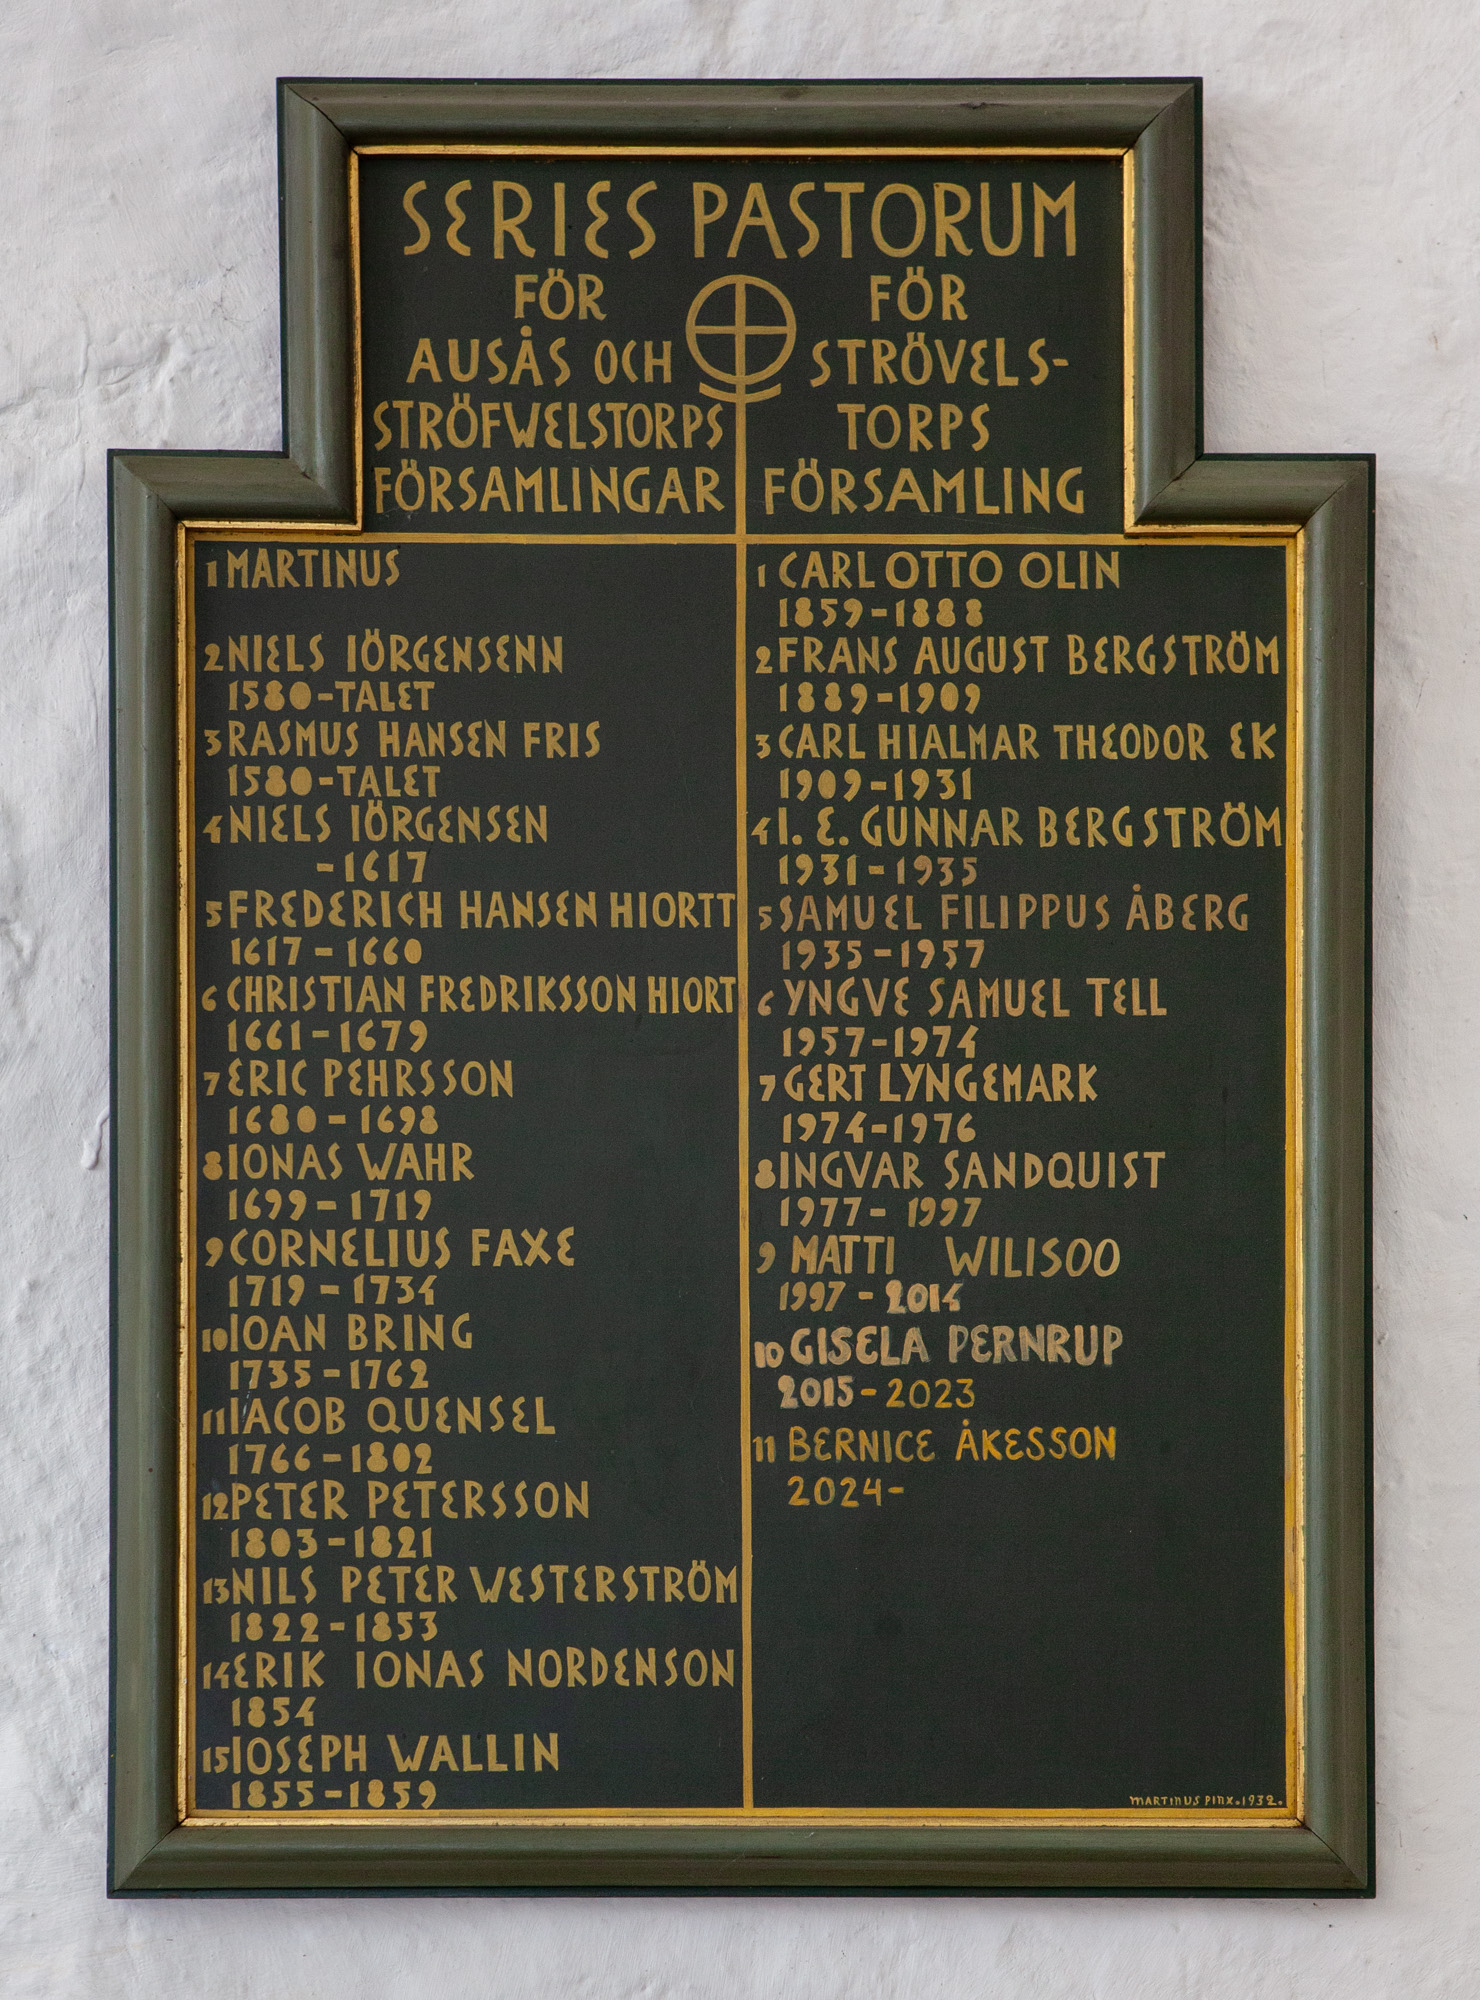 SERIES PASTORUM
FÖR
AUSÅS OCH
STRÖFWELSTORPS
FÖRSAMLINGAR
1 MARTINUS
2 NIELS IÖRGENSENN
1580-TALET
3 RASMUS HANSEN FRIS
1580-TALET
4 NIELS IÖRGENSEN
-1617
5 FREDERICH HANSEN HIORTT
1617-1660
6 CHRISTIAN FREDRIKSSON HIORT
1661-1679
7 ERIC PEHRSSON
1680-1698
8 IONAS WAHR
1699-1719
9 CORNELIUS FAXE
1719-1734
10 IOAN BRING
1735-1762
11 IACOB QUENSEL
1766-1802
12 PETER PETERSSON
1803-1821
13 NILS PETER WESTERSTRÖM
1822-1853
14 ERIK IONAS NORDENSON
1854
15 IOSEPH WALLIN
1855-1859
FÖR
STRÖVELS-
TORPS
FÖRSAMLING
1 CARL OTTO OLIN
1859-1888
2 FRANS AUGUST BERGSTRÖM
1889-1909
3 CARL HIALMAR THEODOR EK
1909-1931
4 I. E. GUNNAR BERGSTRÖM
1931-1935
5 SAMUEL FILIPPUS ÅBERG
1935-1957
6 YNGVE SAMUEL TELL
1957-1974
7 GERT LYNGEMARK
1974-1976
8 INGVAR SANDQUIST
1977-1997
9 MATTI WILISOO
1997-2014
10 GISELA PERNRUP
2015-2023
11 BERNICE ÅKESSON
2024-
MARTINUS PINX.1932.